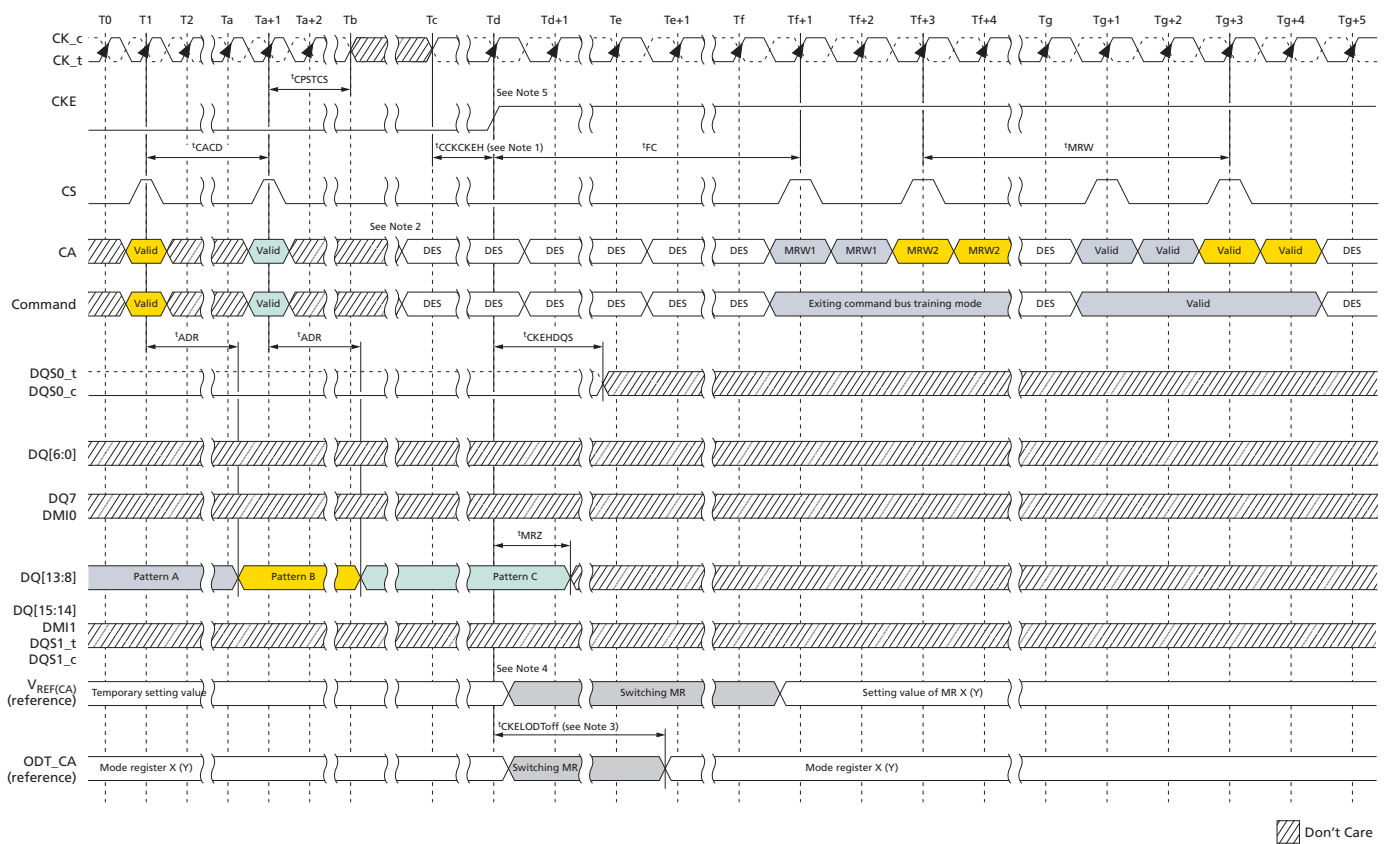 T0 T1 T2 Ta Ta+1 Ta+2 Tb Tc Td Td+1 Te Te+1 Tf Tf+1 Tf+2 Tf+3 Tf+4 Tg Tg+1 Tg+2 Tg+3 Tg+4 Tg+5
CK_c
CK_t
tCPSTCS
CKE
See Note 5
tCACD
tCCKCKEH (see Note 1)
tFC
tMRW
CS
See Note 2
CA
Valid Valid DES DES DES DES DES DES MRW1 MRW1 MRW2 MRW2 DES Valid Valid Valid Valid DES
Command
Valid Valid DES DES DES DES DES DES Exiting command bus training mode DES Valid DES
tADR tADR tCKEHDQS
DQS0_t
DQS0_c
DQ[6:0]
DQ7
DMI0
tMRZ
DQ[13:8]
Pattern A Pattern B Pattern C
DQ[15:14]
DMI1
DQS1_t
DQS1_c
See Note 4
VREF(CA)
(reference)
Temporary setting value Switching MR Setting value of MR X (Y)
tCKELODToff (see Note 3)
ODT_CA
(reference)
Mode register X (Y) Switching MR Mode register X (Y)
Don't Care